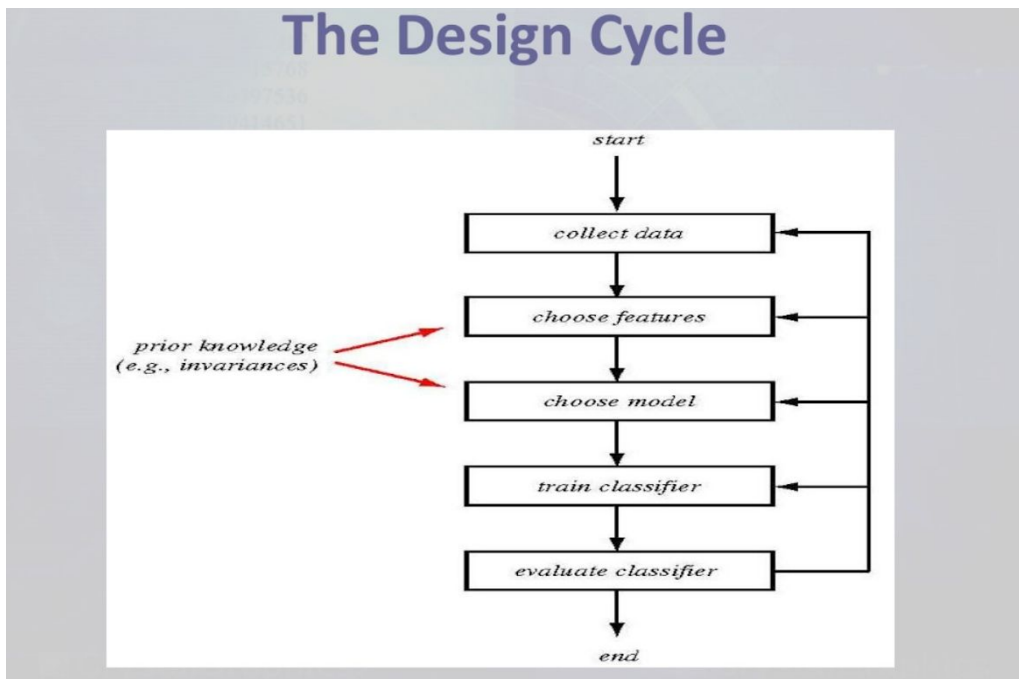 The Design Cycle
start
collect data
choose features
prior knowledge
(e.g., invariances)
choose model
train classifier
evaluate classifier
end